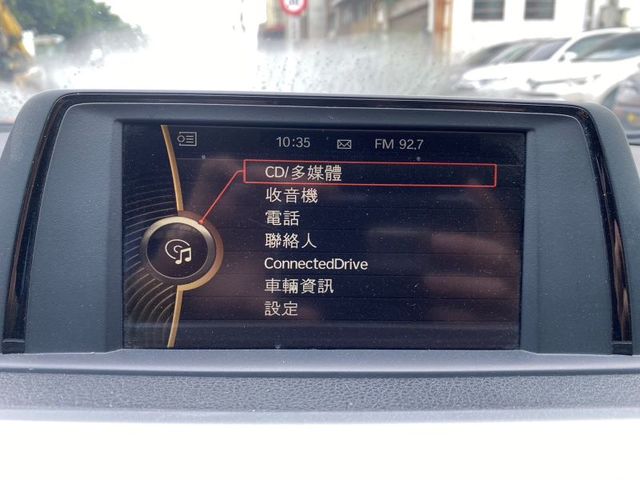 10:35 FM 92.7
CD/多媒體
收音機
電話
聯絡人
ConnectedDrive
車輛資訊
設定